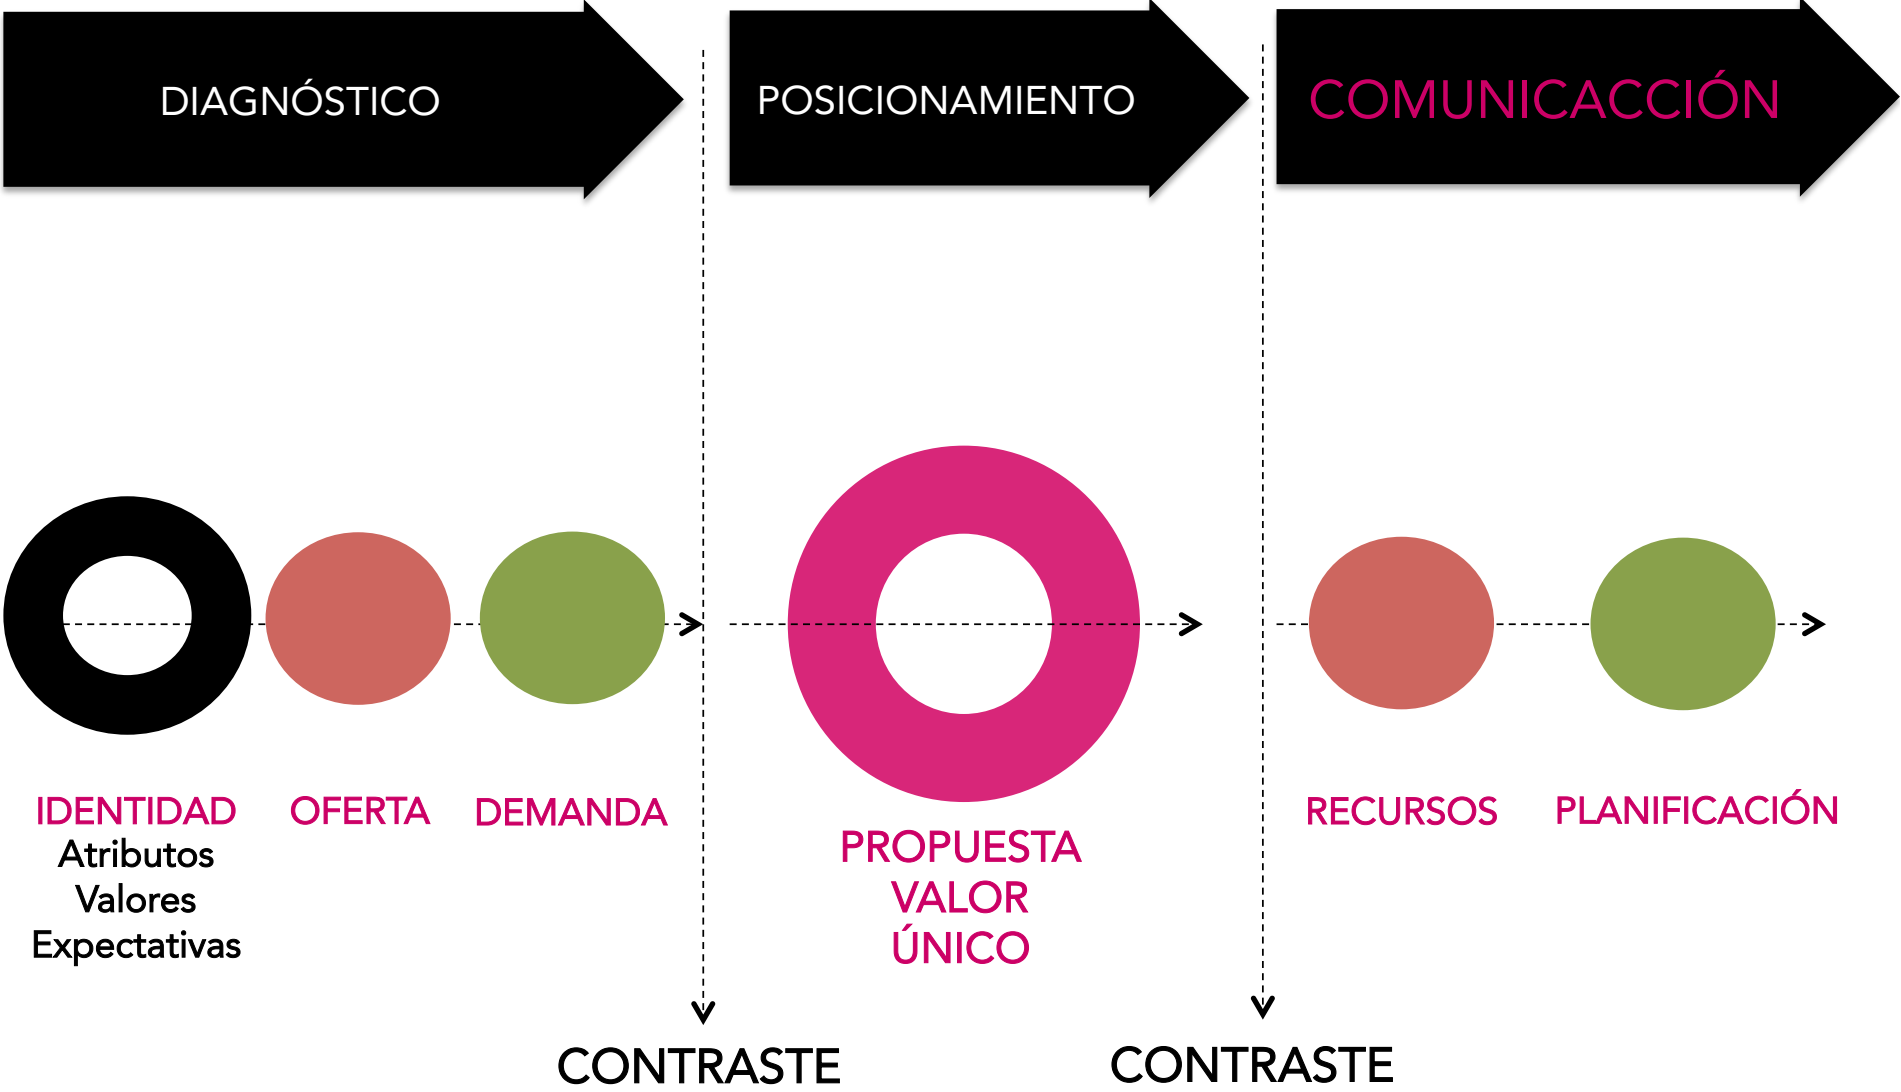 DIAGNÓSTICO
POSICIONAMIENTO
COMUNICACCIÓN
IDENTIDAD
Atributos
Valores
Expectativas
OFERTA
DEMANDA
PROPUESTA
VALOR
ÚNICO
RECURSOS
PLANIFICACIÓN
CONTRASTE
CONTRASTE